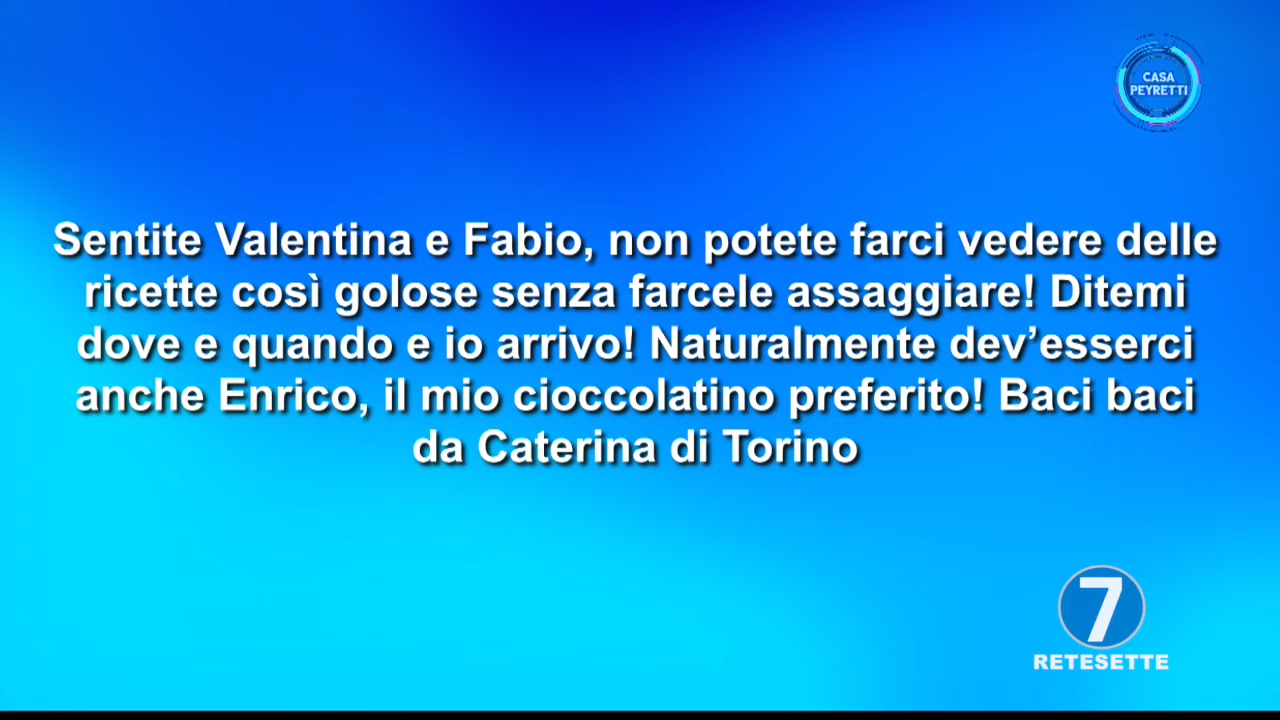 CASA
PEYRETTI
Sentite Valentina e Fabio, non potete farci vedere delle
ricette così golose senza farcele assaggiare! Ditemi
dove e quando e io arrivo! Naturalmente dev’esserci
anche Enrico, il mio cioccolatino preferito! Baci baci
da Caterina di Torino
7
RETESETTE